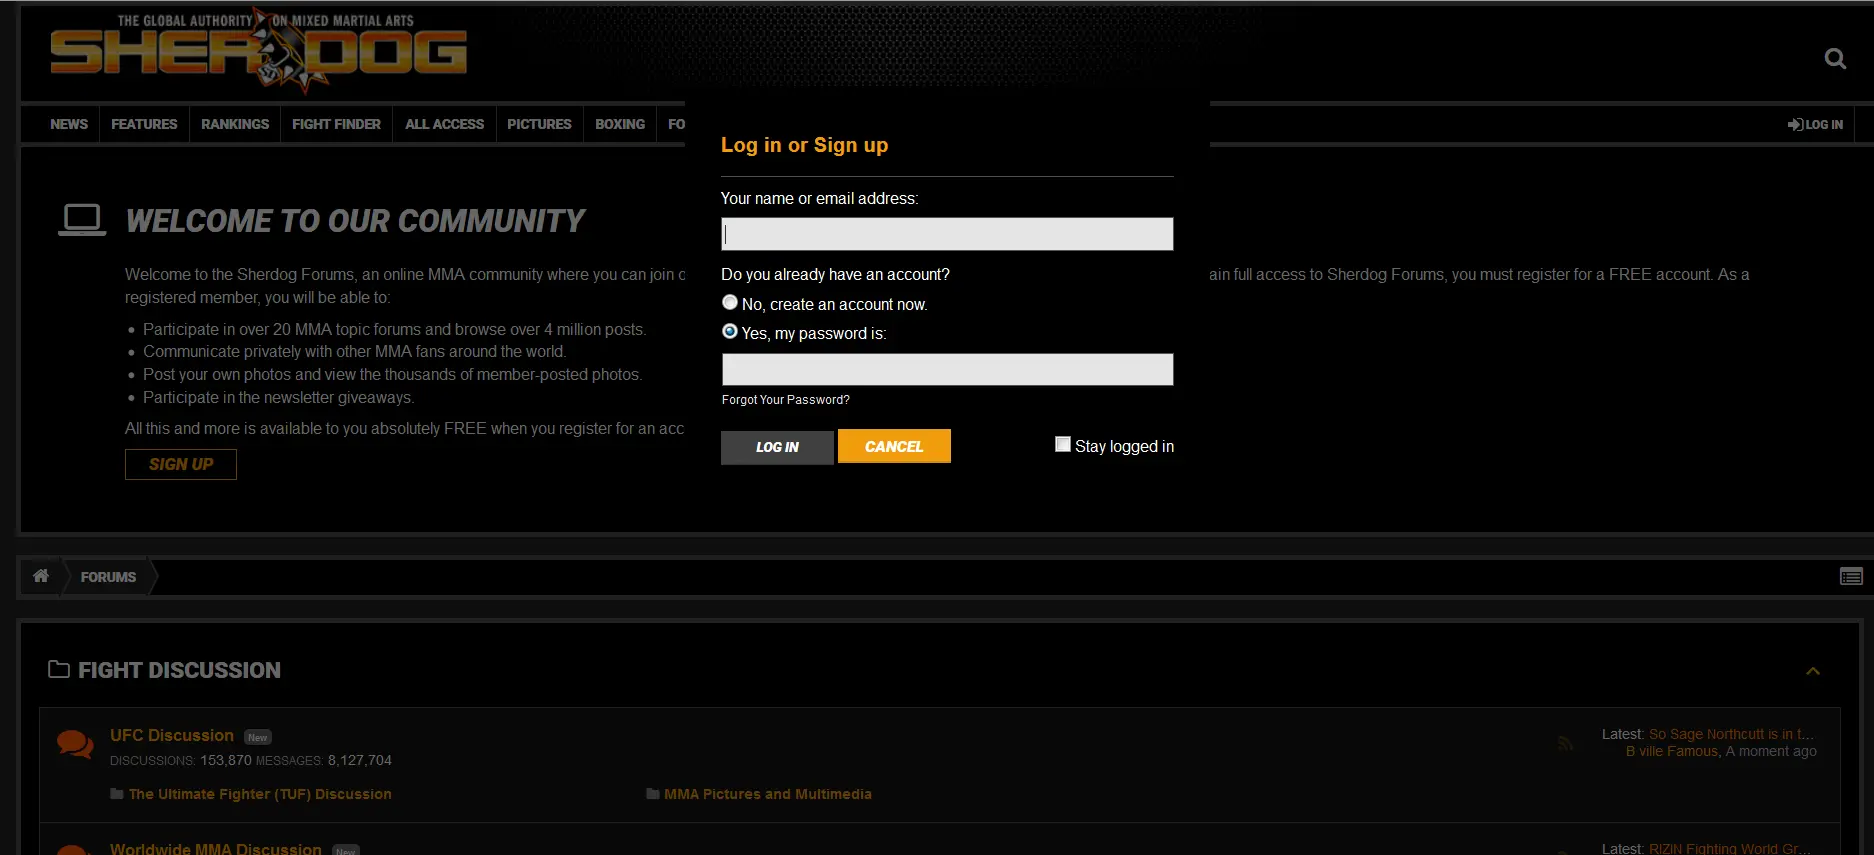 THE GLOBAL AUTHORITY ON MIXED MARTIAL ARTS
SHERDOG
NEWS FEATURES RANKINGS FIGHT FINDER ALL ACCESS PICTURES BOXING FO
LOG IN
Log in or Sign up
Your name or email address:
Do you already have an account?
No, create an account now.
Yes, my password is:
Forgot Your Password?
LOG IN CANCEL Stay logged in
WELCOME TO OUR COMMUNITY
Welcome to the Sherdog Forums, an online MMA community where you can join o ain full access to Sherdog Forums, you must register for a FREE account. As a
registered member, you will be able to:
• Participate in over 20 MMA topic forums and browse over 4 million posts.
• Communicate privately with other MMA fans around the world.
• Post your own photos and view the thousands of member-posted photos.
• Participate in the newsletter giveaways.
All this and more is available to you absolutely FREE when you register for an acc
SIGN UP
FORUMS
FIGHT DISCUSSION
UFC Discussion New
DISCUSSIONS: 153,870 MESSAGES: 8,127,704
The Ultimate Fighter (TUF) Discussion
MMA Pictures and Multimedia
Latest: So Sage Northcutt is in t...
B ville Famous, A moment ago
Worldwide MMA Discussion New
Latest: RIZIN Fighting World Gr...